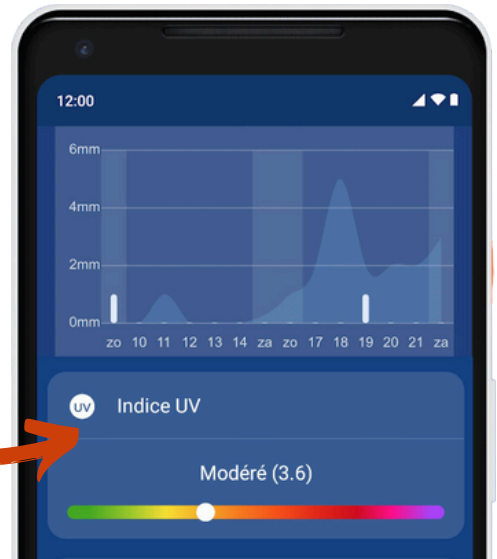 12:00
6mm
4mm
2mm
0mm
zo 10 11 12 13 14 za zo 17 18 19 20 21 za
UV Indice UV
Modéré (3.6)